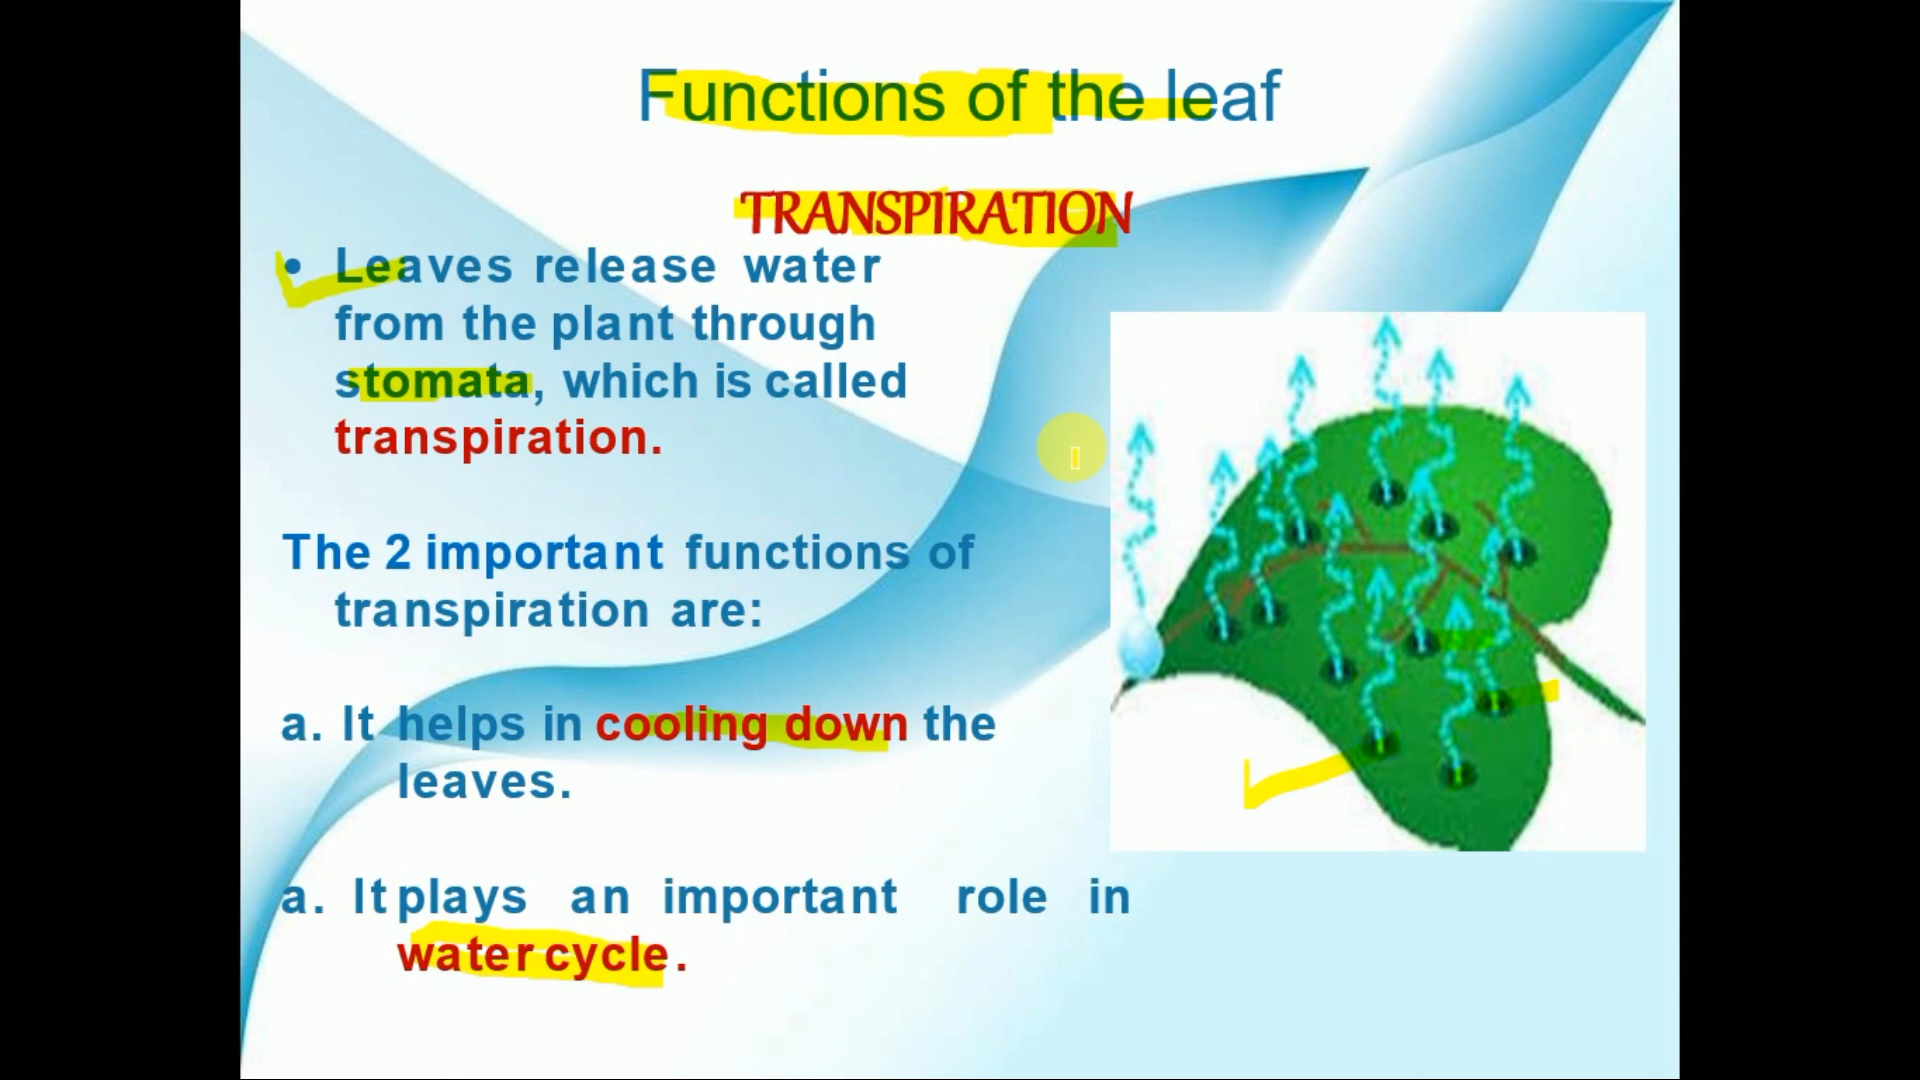 Functions of the leaf
TRANSPIRATION
• Leaves release water
from the plant through
stomata, which is called
transpiration.
The 2 important functions of
transpiration are:
a. It helps in cooling down the
leaves.
a. It plays an important role in
water cycle.